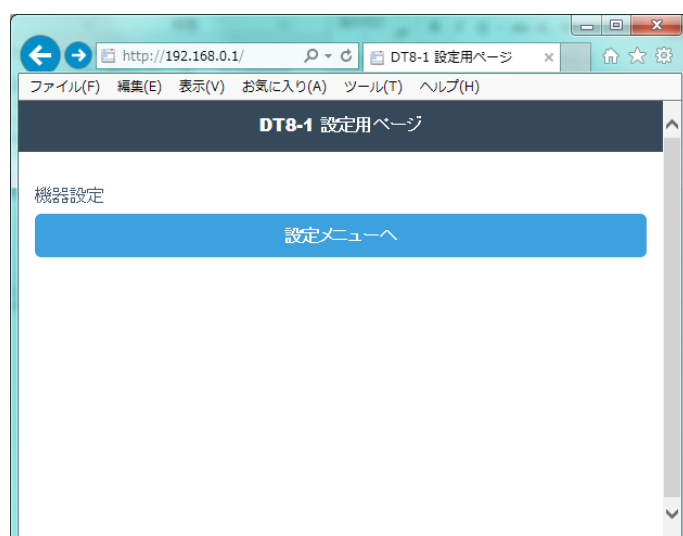 http://192.168.0.1/
DT8-1 設定用ページ
ファイル(F) 編集(E) 表示(V) お気に入り(A) ツール(T) ヘルプ(H)
DT8-1 設定用ページ
機器設定
設定メニューへ